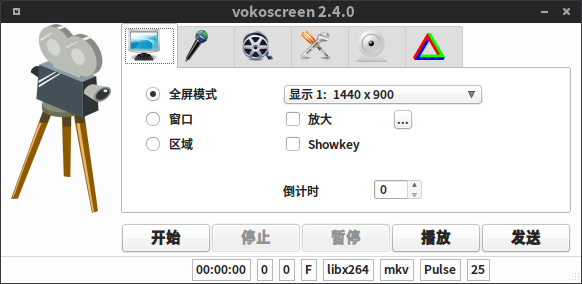 vokoscreen 2.4.0
全屏模式
显示 1: 1440 x 900
窗口
放大
...
区域
Showkey
倒计时
0
开始 停止 暂停 播放 发送
00:00:00 0 0 F libx264 mkv Pulse 25